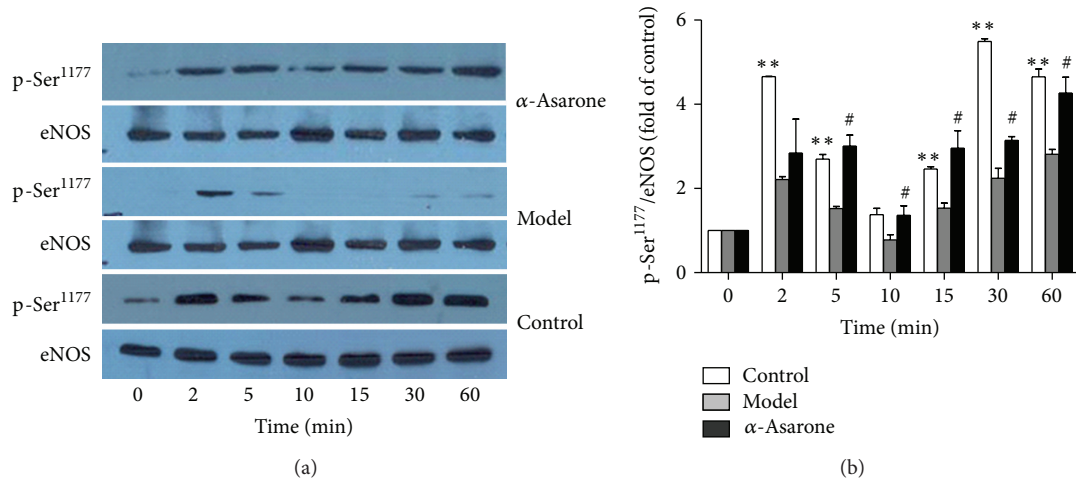 p-Ser¹¹⁷⁷
eNOS
α-Asarone
p-Ser¹¹⁷⁷
eNOS
Model
p-Ser¹¹⁷⁷
eNOS
Control
0 2 5 10 15 30 60
Time (min)
(a)
p-Ser¹¹⁷⁷/eNOS (fold of control)
6
4
2
0
**
**
#
#
**
#
**
#
**
#
0 2 5 10 15 30 60
Time (min)
Control
Model
α-Asarone
(b)